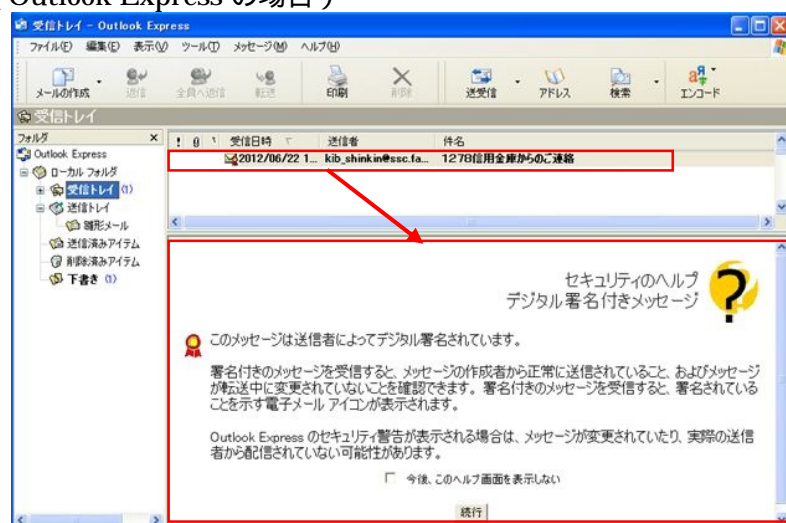 Outlook Express の場合）
受信トレイ - Outlook Express
ファイル(F) 編集(E) 表示(V) ツール(T) メッセージ(M) ヘルプ(H)
メールの作成 返信 全員へ返信 転送 印刷 削除 送受信 アドレス 検索 エンコード
受信トレイ
フォルダ ×
! 受信日時 送信者 件名
2012/06/22 1... kib_shinkin@ssc.fa... 1278信用金庫からのご連絡
Outlook Express
ローカル フォルダ
受信トレイ (1)
送信トレイ
雛形メール
送信済みアイテム
削除済みアイテム
下書き (1)
セキュリティのヘルプ
デジタル署名付きメッセージ
?
このメッセージは送信者によってデジタル署名されています。
署名付きのメッセージを受信すると、メッセージの作成者から正常に送信されていること、およびメッセージ
が転送中に変更されていないことを確認できます。署名付きのメッセージを受信すると、署名されている
ことを示す電子メール アイコンが表示されます。
Outlook Express のセキュリティ警告が表示される場合は、メッセージが変更されていたり、実際の送信
者から配信されていない可能性があります。
今後、このヘルプ画面を表示しない
続行